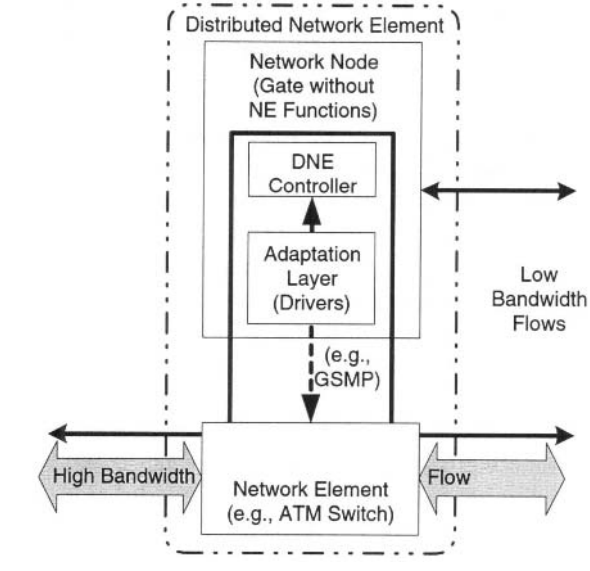 Distributed Network Element
Network Node
(Gate without
NE Functions)
DNE
Controller
Adaptation
Layer
(Drivers)
Low
Bandwidth
Flows
(e.g.,
GSMP)
High Bandwidth
Flow
Network Element
(e.g., ATM Switch)